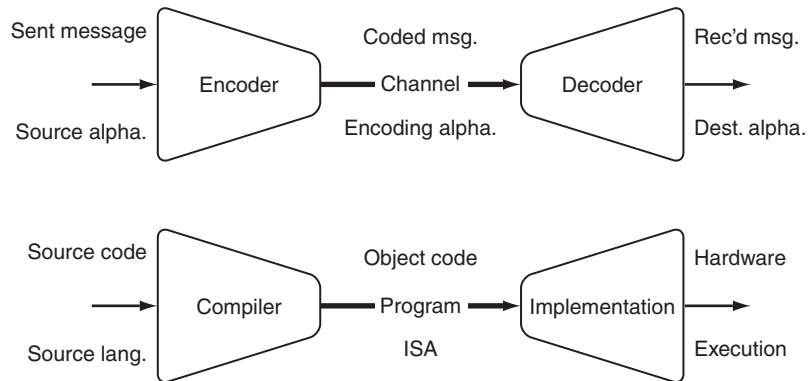 Sent message
Coded msg.
Rec'd msg.
Encoder
Channel
Decoder
Source alpha.
Encoding alpha.
Dest. alpha.
Source code
Object code
Hardware
Compiler
Program
Implementation
Source lang.
ISA
Execution